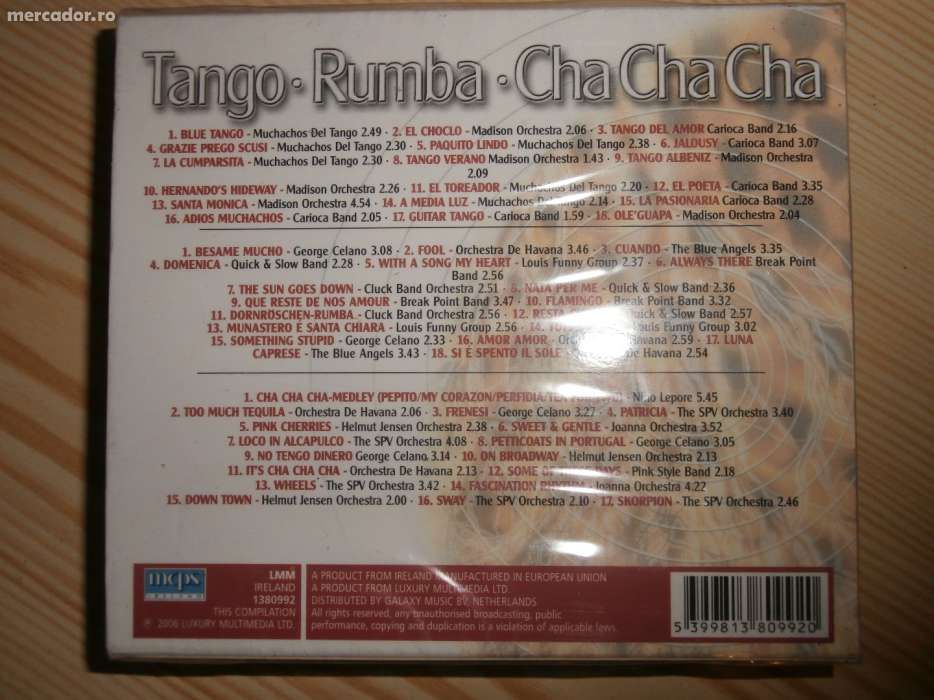 mercador.ro
Tango · Rumba · Cha Cha Cha
1. BLUE TANGO - Muchachos Del Tango 2.49 · 2. EL CHOCLO - Madison Orchestra 2.06 · 3. TANGO DEL AMOR Carioca Band 2.16
4. GRAZIE PREGO SCUSI - Muchachos Del Tango 2.30 · 5. PAQUITO LINDO - Muchachos Del Tango 2.38 · 6. JALOUSY - Carioca Band 3.07
7. LA CUMPARSITA - Muchachos Del Tango 2.30 · 8. TANGO VERANO Madison Orchestra 1.43 · 9. TANGO ALBENIZ - Madison Orchestra
2.09
10. HERNANDO'S HIDEWAY - Madison Orchestra 2.26 · 11. EL TOREADOR - Muchachos Del Tango 2.20 · 12. EL POETA - Carioca Band 3.35
13. SANTA MONICA - Madison Orchestra 4.54 · 14. A MEDIA LUZ - Muchachos Del Tango 2.14 · 15. LA PASIONARIA Carioca Band 2.28
16. ADIOS MUCHACHOS - Carioca Band 2.05 · 17. GUITAR TANGO - Carioca Band 1.59 · 18. OLE'GUAPA - Madison Orchestra 2.04
1. BESAME MUCHO - George Celano 3.08 · 2. FOOL - Orchestra De Havana 3.46 · 3. CUANDO - The Blue Angels 3.35
4. DOMENICA - Quick & Slow Band 2.28 · 5. WITH A SONG MY HEART - Louis Funny Group 2.37 · 6. ALWAYS THERE Break Point
Band 2.56
7. THE SUN GOES DOWN - Cluck Band Orchestra 2.51 · 8. NATA PER ME - Quick & Slow Band 2.36
9. QUE RESTE DE NOS AMOUR - Break Point Band 3.47 · 10. FLAMINGO - Break Point Band 3.32
11. DORNRÖSCHEN-RUMBA - Cluck Band Orchestra 2.56 · 12. RESTA Quick & Slow Band 2.57
13. MUNASTERO É SANTA CHIARA - Louis Funny Group 2.56 · 14. Louis Funny Group 3.02
15. SOMETHING STUPID - George Celano 2.33 · 16. AMOR AMOR - Havana 2.59 · 17. LUNA
CAPRESE - The Blue Angels 3.43 · 18. SI É SPENTO IL SOLE De Havana 2.54
1. CHA CHA CHA-MEDLEY (PEPITO/MY CORAZON/PERFIDIA/ - Nino Lepore 5.45
2. TOO MUCH TEQUILA - Orchestra De Havana 2.06 · 3. FRENESI - George Celano 3.27 · 4. PATRICIA - The SPV Orchestra 3.40
5. PINK CHERRIES - Helmut Jensen Orchestra 2.38 · 6. SWEET & GENTLE - Joanna Orchestra 3.52
7. LOCO IN ALCAPULCO - The SPV Orchestra 4.08 · 8. PETTICOATS IN PORTUGAL - George Celano 3.05
9. NO TENGO DINERO George Celano 3.14 · 10. ON BROADWAY - Helmut Jensen Orchestra 2.13
11. IT'S CHA CHA CHA - Orchestra De Havana 2.13 · 12. SOME OF THESE DAYS - Pink Style Band 2.18
13. WHEELS - The SPV Orchestra 3.42 · 14. FASCINATION RHYTHM - Joanna Orchestra 4.22
15. DOWN TOWN - Helmut Jensen Orchestra 2.00 · 16. SWAY - The SPV Orchestra 2.10 · 17. SKORPION - The SPV Orchestra 2.46
mcps
IRELAND
LMM
IRELAND
1380992
THIS COMPILATION
℗ 2006 LUXURY MULTIMEDIA LTD.
A PRODUCT FROM IRELAND MANUFACTURED IN EUROPEAN UNION
A PRODUCT FROM LUXURY MULTIMEDIA LTD.
DISTRIBUTED BY GALAXY MUSIC BV. NETHERLANDS
All rights reserved, any unauthorised broadcasting, public
performance, copying and duplication is a violation of applicable laws.
5 399813 809920